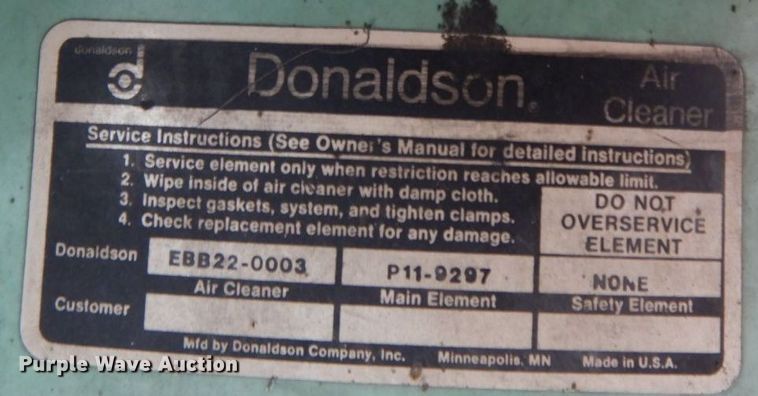 donaldson
Donaldson®
Air
Cleaner
Service Instructions (See Owner's Manual for detailed instructions)
1. Service element only when restriction reaches allowable limit.
2. Wipe inside of air cleaner with damp cloth.
3. Inspect gaskets, system, and tighten clamps.
4. Check replacement element for any damage.
DO NOT
OVERSERVICE
ELEMENT
Donaldson EBB22-0003 P11-9297 NONE
Air Cleaner Main Element Safety Element
Customer
Mfd by Donaldson Company, Inc. Minneapolis, MN Made in U.S.A.
Purple Wave Auction